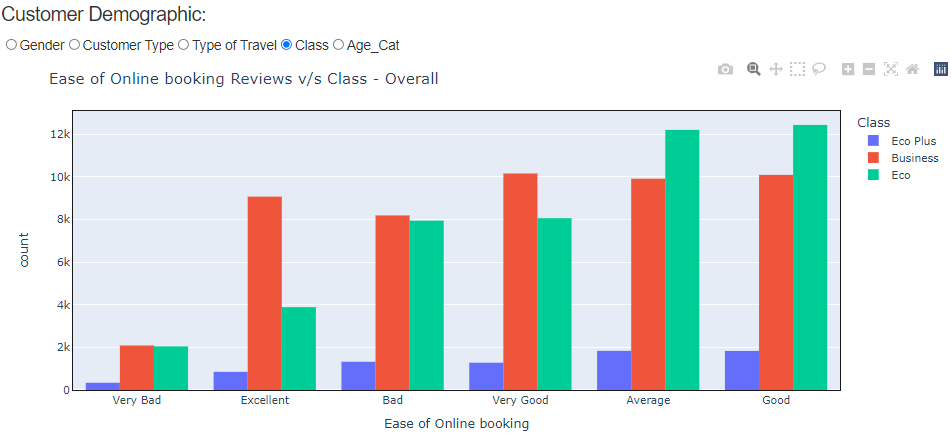 Customer Demographic:
Gender Customer Type Type of Travel Class Age_Cat
Ease of Online booking Reviews v/s Class - Overall
Class
Eco Plus
Business
Eco
12k
10k
8k
6k
4k
2k
0
count
Very Bad Excellent Bad Very Good Average Good
Ease of Online booking